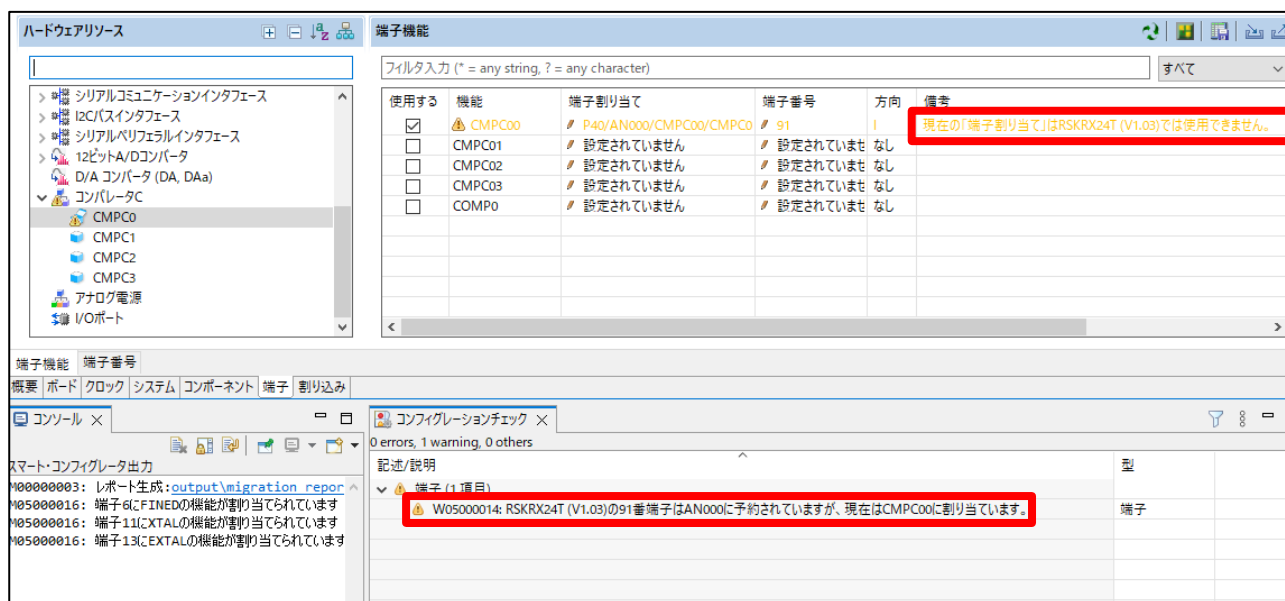 ハードウェアリソース
端子機能
フィルタ入力 (* = any string, ? = any character)
すべて
シリアルコミュニケーションインタフェース
I2Cバスインタフェース
シリアルペリフェラルインタフェース
12ビットA/Dコンバータ
D/A コンバータ (DA, DAa)
コンパレータC
CMPC0
CMPC1
CMPC2
CMPC3
アナログ電源
I/Oポート
使用する 機能 端子割り当て 端子番号 方向 備考
CMPC00 P40/AN000/CMPC00/CMPC0 91 I 現在の「端子割り当て」はRSKRX24T (V1.03)では使用できません。
CMPC01 設定されていません 設定されていませ なし
CMPC02 設定されていません 設定されていませ なし
CMPC03 設定されていません 設定されていませ なし
COMP0 設定されていません 設定されていませ なし
端子機能 端子番号
概要 ボード クロック システム コンポーネント 端子 割り込み
コンソール
スマート・コンフィグレータ出力
M00000003: レポート生成:output\migration_repor
M05000016: 端子6にFINEDの機能が割り当てられています
M05000016: 端子11にXTALの機能が割り当てられています
M05000016: 端子13にEXTALの機能が割り当てられています
コンフィグレーションチェック
0 errors, 1 warning, 0 others
記述/説明 型
端子 (1 項目)
W05000014: RSKRX24T (V1.03)の91番端子はAN000に予約されていますが、現在はCMPC00に割り当ています。 端子